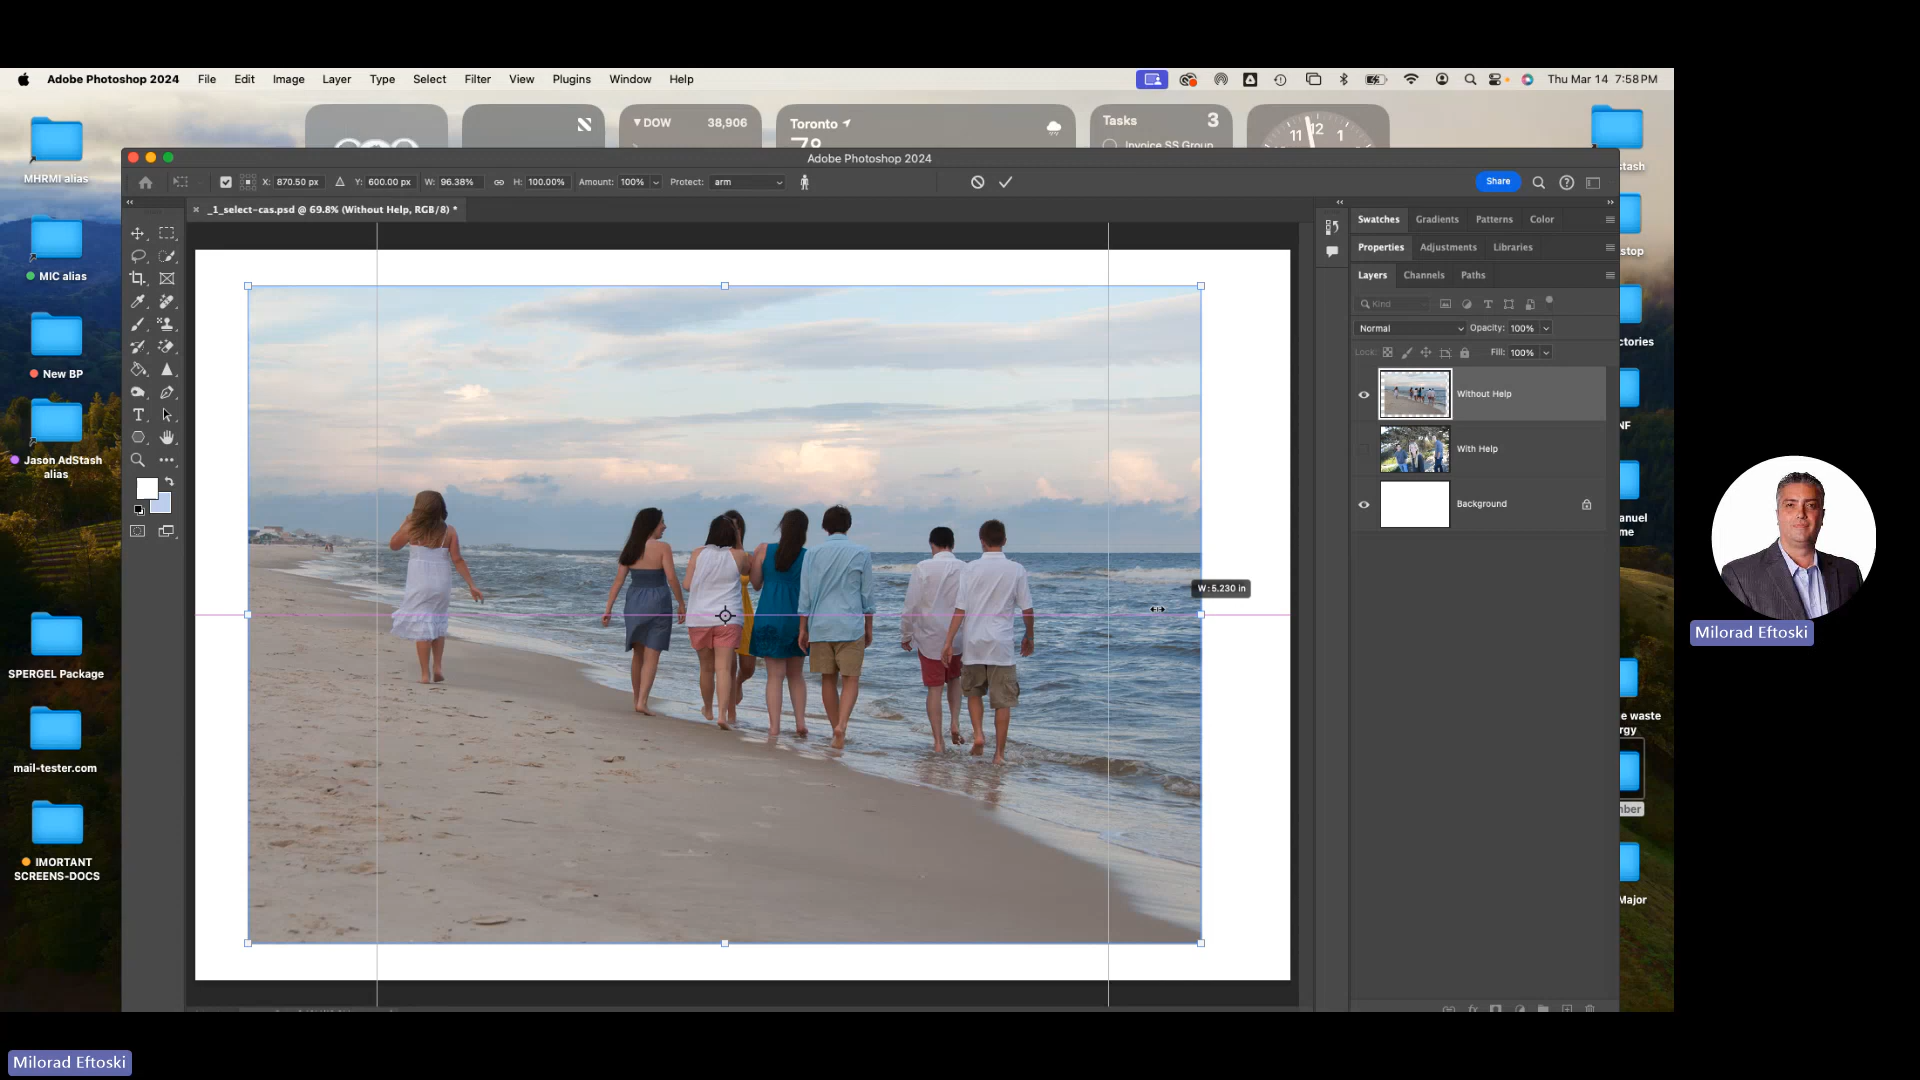 Adobe Photoshop 2024 File Edit Image Layer Type Select Filter View Plugins Window Help Thu Mar 14 7:58PM
DOW 38,906
Toronto
Tasks 3
11 12 1
Invoice SS Group
MHRMI alias
MIC alias
New BP
Jason AdStash
alias
SPERGEL Package
mail-tester.com
IMORTANT
SCREENS-DOCS
Adobe Photoshop 2024
X: 870.50 px Y: 600.00 px W: 96.38% H: 100.00% Amount: 100% Protect: arm Share
_1_select-cas.psd @ 69.8% (Without Help, RGB/8) *
W: 5.230 in
Swatches Gradients Patterns Color
Properties Adjustments Libraries
Layers Channels Paths
Kind
Normal Opacity: 100%
Lock: Fill: 100%
Without Help
With Help
Background
stash
stop
ctories
NF
anuel
me
e waste
rgy
ber
Major
Milorad Eftoski
Milorad Eftoski